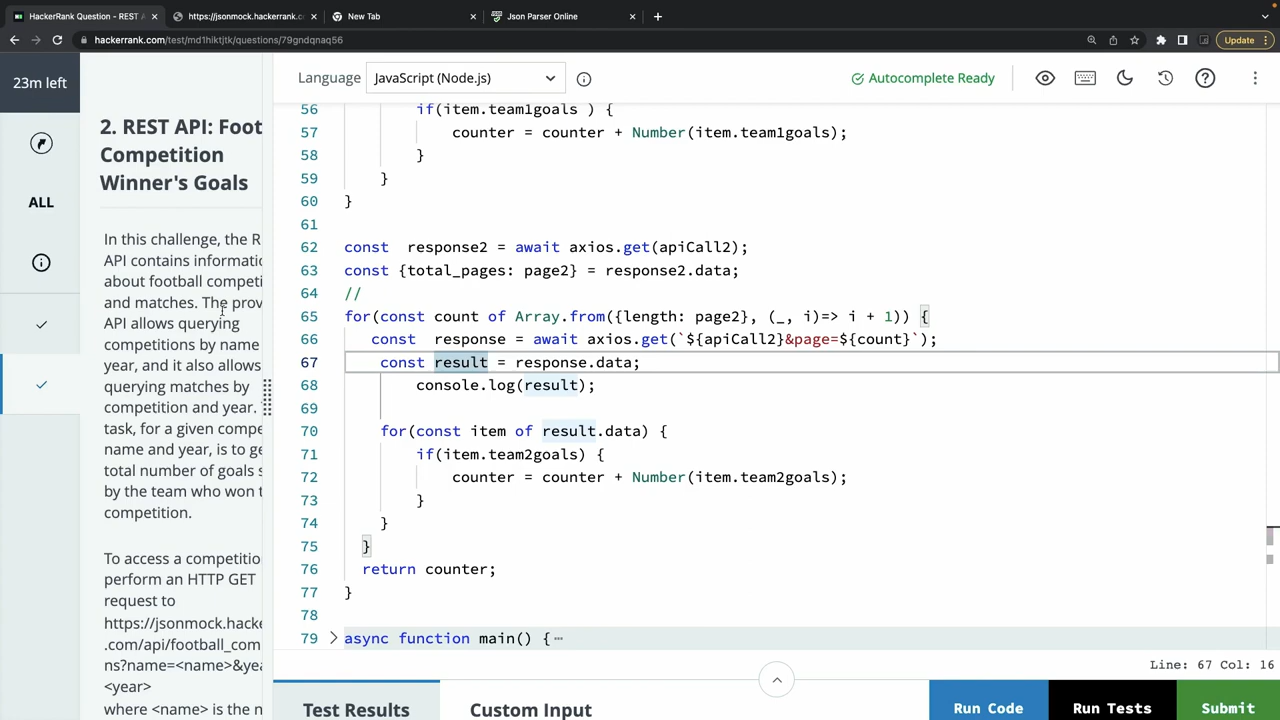 HackerRank Question - REST A
https://jsonmock.hackerrank.c
New Tab
Json Parser Online
hackerrank.com/test/md1hiktjtk/questions/79gndqnaq56
Update
23m left
ALL
2. REST API: Foot
Competition
Winner's Goals
In this challenge, the R
API contains informatio
about football competi
and matches. The prov
API allows querying
competitions by name
year, and it also allows
querying matches by
competition and year.
task, for a given compe
name and year, is to ge
total number of goals s
by the team who won t
competition.
To access a competitio
perform an HTTP GET
request to
https://jsonmock.hacke
.com/api/football_com
ns?name=<name>&yea
<year>
where <name> is the n
Language
JavaScript (Node.js)
Autocomplete Ready
56 if(item.team1goals ) {
57 counter = counter + Number(item.team1goals);
58 }
59 }
60 }
61
62 const  response2 = await axios.get(apiCall2);
63 const {total_pages: page2} = response2.data;
64 //
65 for(const count of Array.from({length: page2}, (_, i)=> i + 1)) {
66 const  response = await axios.get(`${apiCall2}&page=${count}`);
67 const result = response.data;
68 console.log(result);
69
70 for(const item of result.data) {
71 if(item.team2goals) {
72 counter = counter + Number(item.team2goals);
73 }
74 }
75 }
76 return counter;
77 }
78
79 async function main() {
Line: 67 Col: 16
Test Results
Custom Input
Run Code
Run Tests
Submit